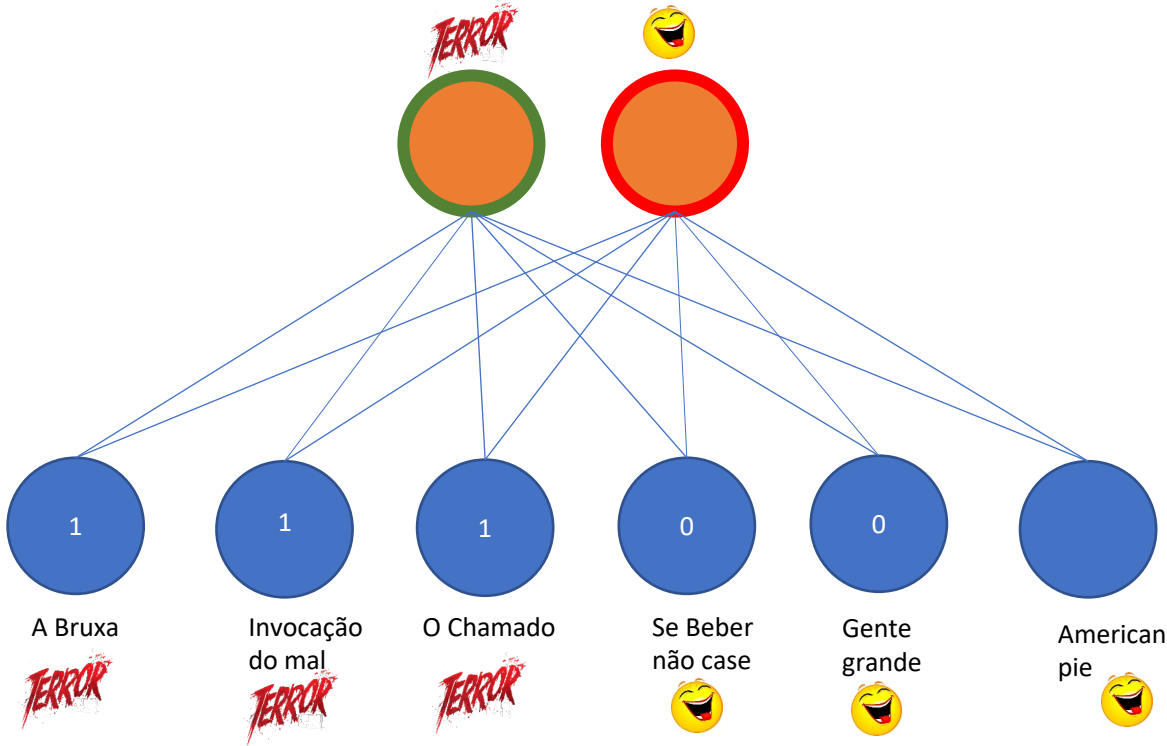 TERROR
1
1
1
0
0
A Bruxa
Invocação
do mal
O Chamado
Se Beber
não case
Gente
grande
American
pie
TERROR
TERROR
TERROR